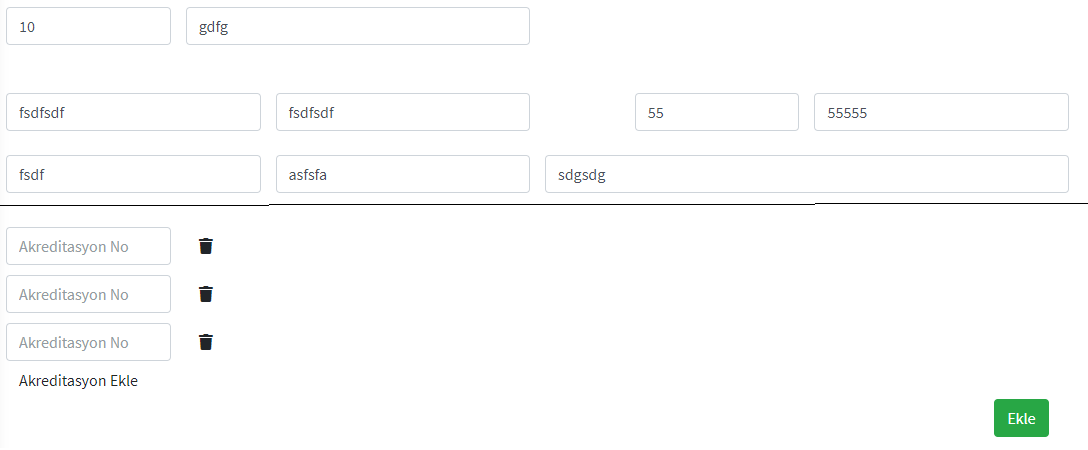 10 gdfg
fsdfsdf fsdfsdf 55 55555
fsdf asfsfa sdgsdg
Akreditasyon No
Akreditasyon No
Akreditasyon No
Akreditasyon Ekle
Ekle